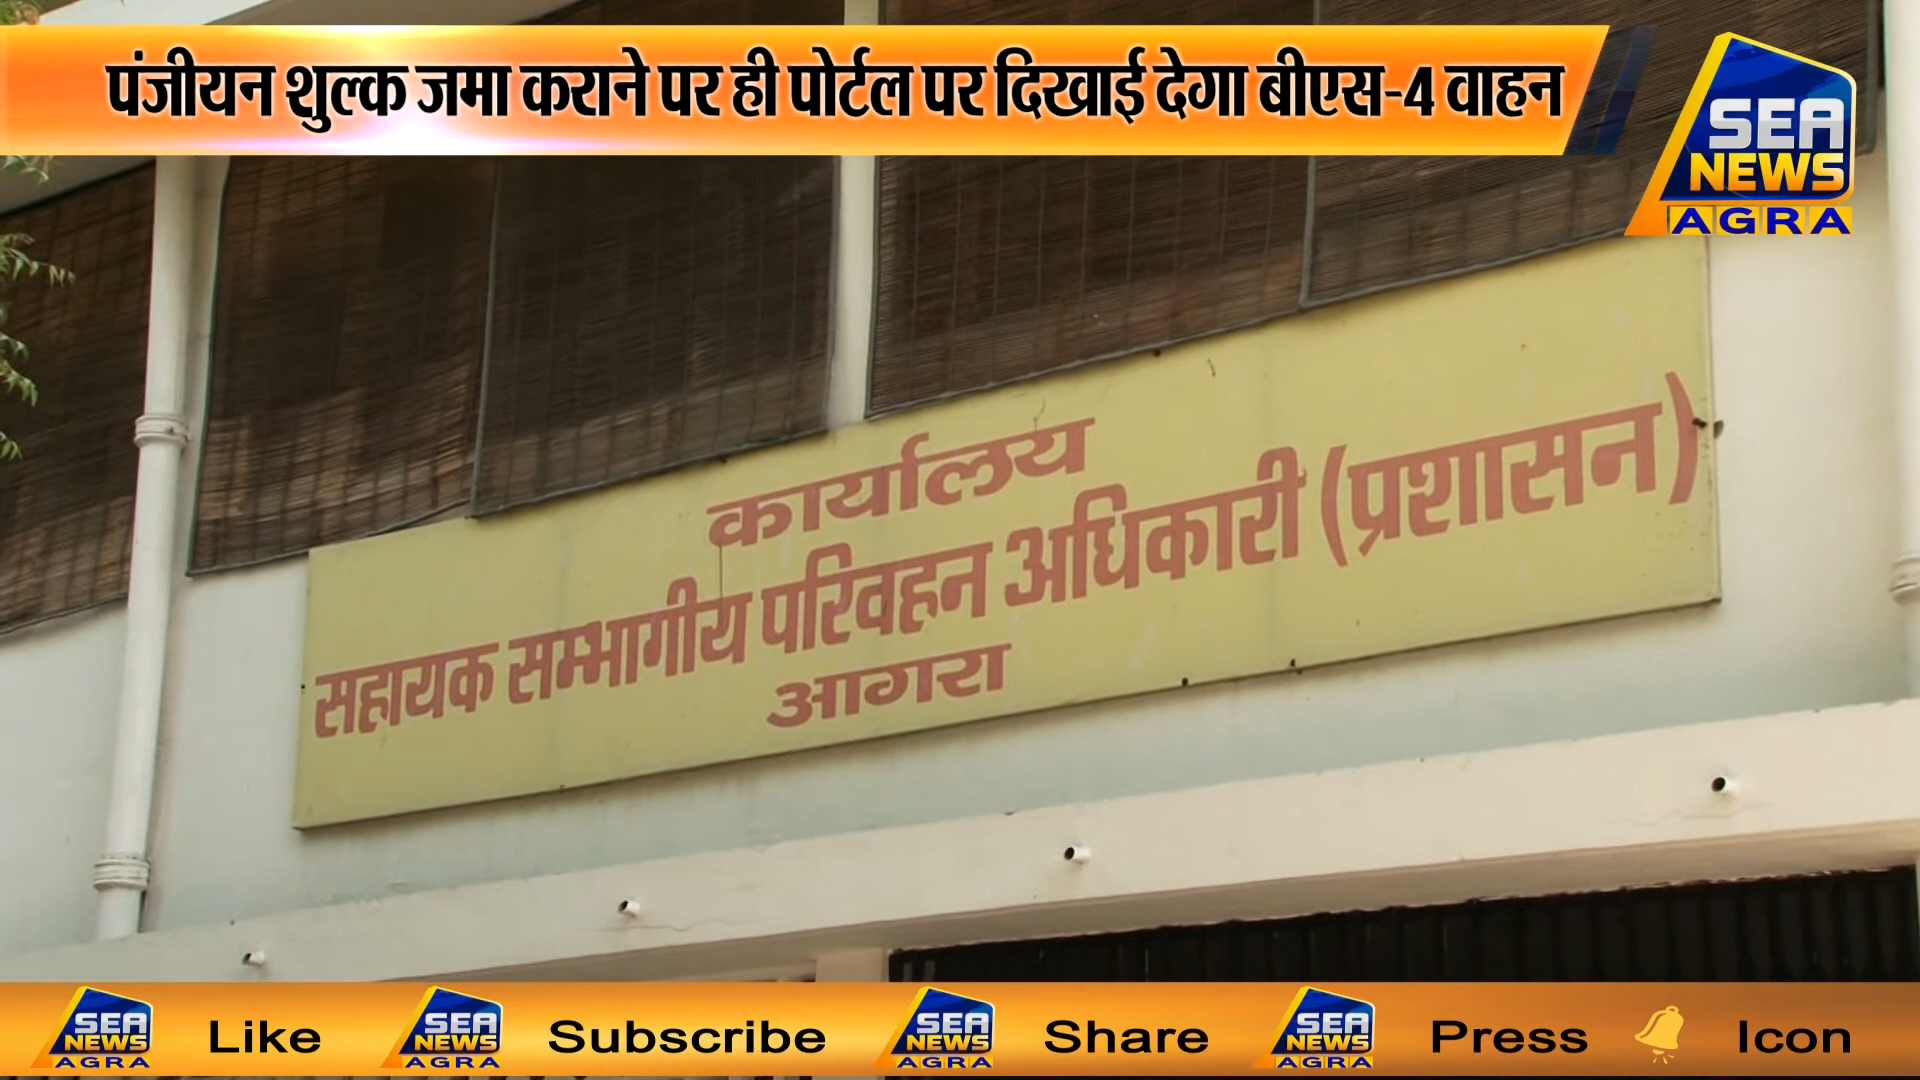 पंजीयन शुल्क जमा कराने पर ही पोर्टल पर दिखाई देगा बीएस-4 वाहन
SEA
NEWS
AGRA
कार्यालय
सहायक सम्भागीय परिवहन अधिकारी (प्रशासन)
आगरा
SEA NEWS AGRA Like SEA NEWS AGRA Subscribe SEA NEWS AGRA Share SEA NEWS AGRA Press Icon